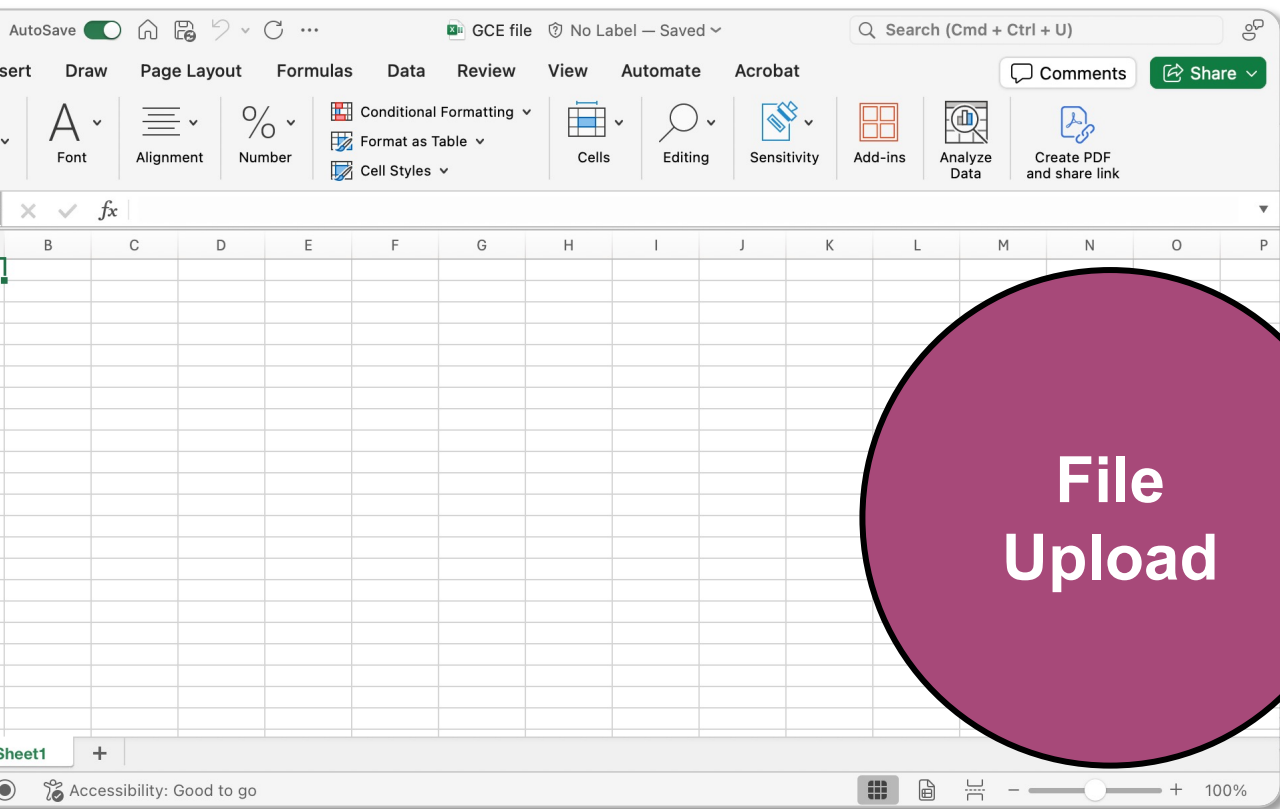 AutoSave GCE file No Label — Saved Search (Cmd + Ctrl + U)
sert Draw Page Layout Formulas Data Review View Automate Acrobat Comments Share
Font Alignment Number Conditional Formatting Format as Table Cell Styles Cells Editing Sensitivity Add-ins Analyze Data Create PDF and share link
fx
B C D E F G H I J K L M N O P
File
Upload
Sheet1 +
Accessibility: Good to go − + 100%